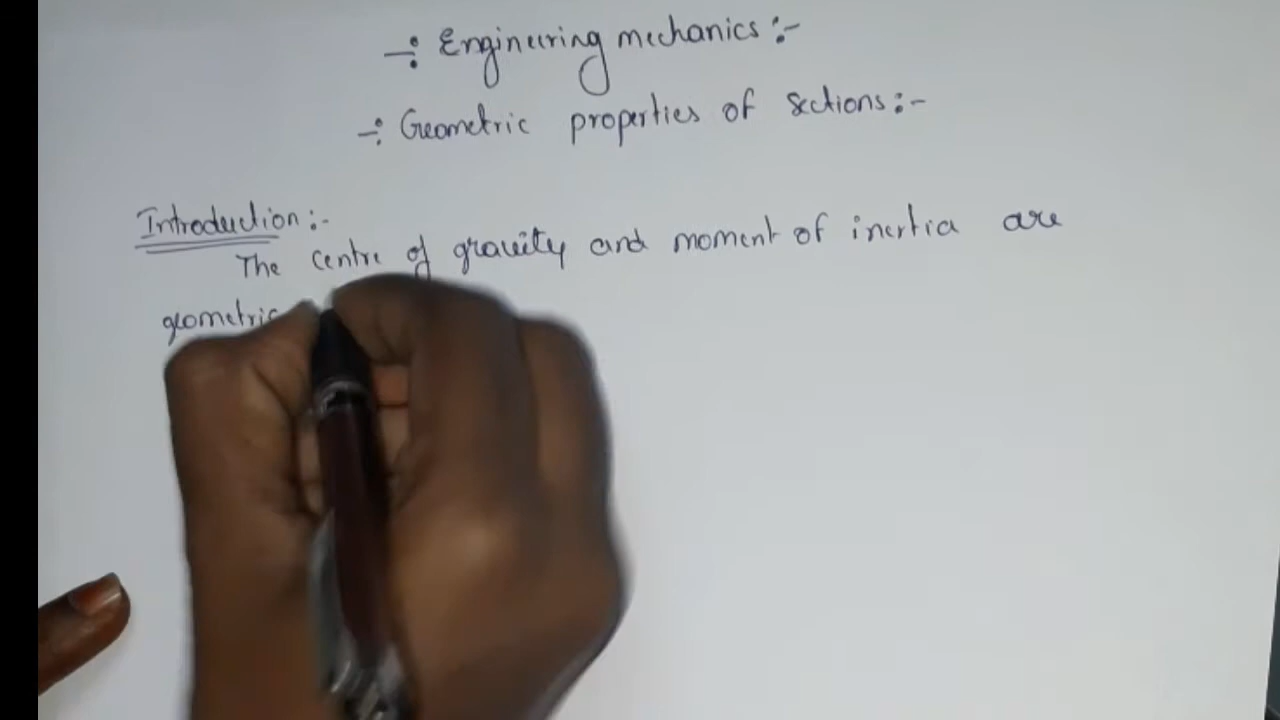 -: Engineering mechanics :-
-: Geometric properties of sections :-
Introduction :-
The centre of gravity and moment of inertia are
geometric